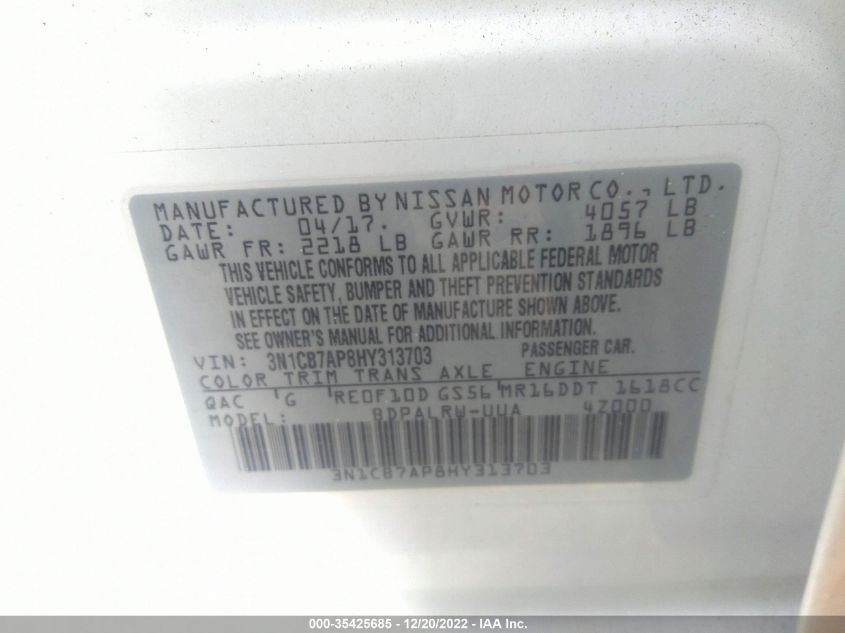 MANUFACTURED BY NISSAN MOTOR CO., LTD.
DATE: 04/17. GVWR: 4057 LB
GAWR FR: 2218 LB GAWR RR: 1896 LB
THIS VEHICLE CONFORMS TO ALL APPLICABLE FEDERAL MOTOR
VEHICLE SAFETY, BUMPER AND THEFT PREVENTION STANDARDS
IN EFFECT ON THE DATE OF MANUFACTURE SHOWN ABOVE.
SEE OWNER'S MANUAL FOR ADDITIONAL INFORMATION.
VIN: 3N1CB7AP8HY313703 PASSENGER CAR.
COLOR TRIM TRANS AXLE ENGINE
QAC G RE0F10D GS56 MR16DDT 1618CC
MODEL: BDPALRW-UUA 4Z000
3N1CB7AP8HY313703
000-35425685 - 12/20/2022 - IAA Inc.